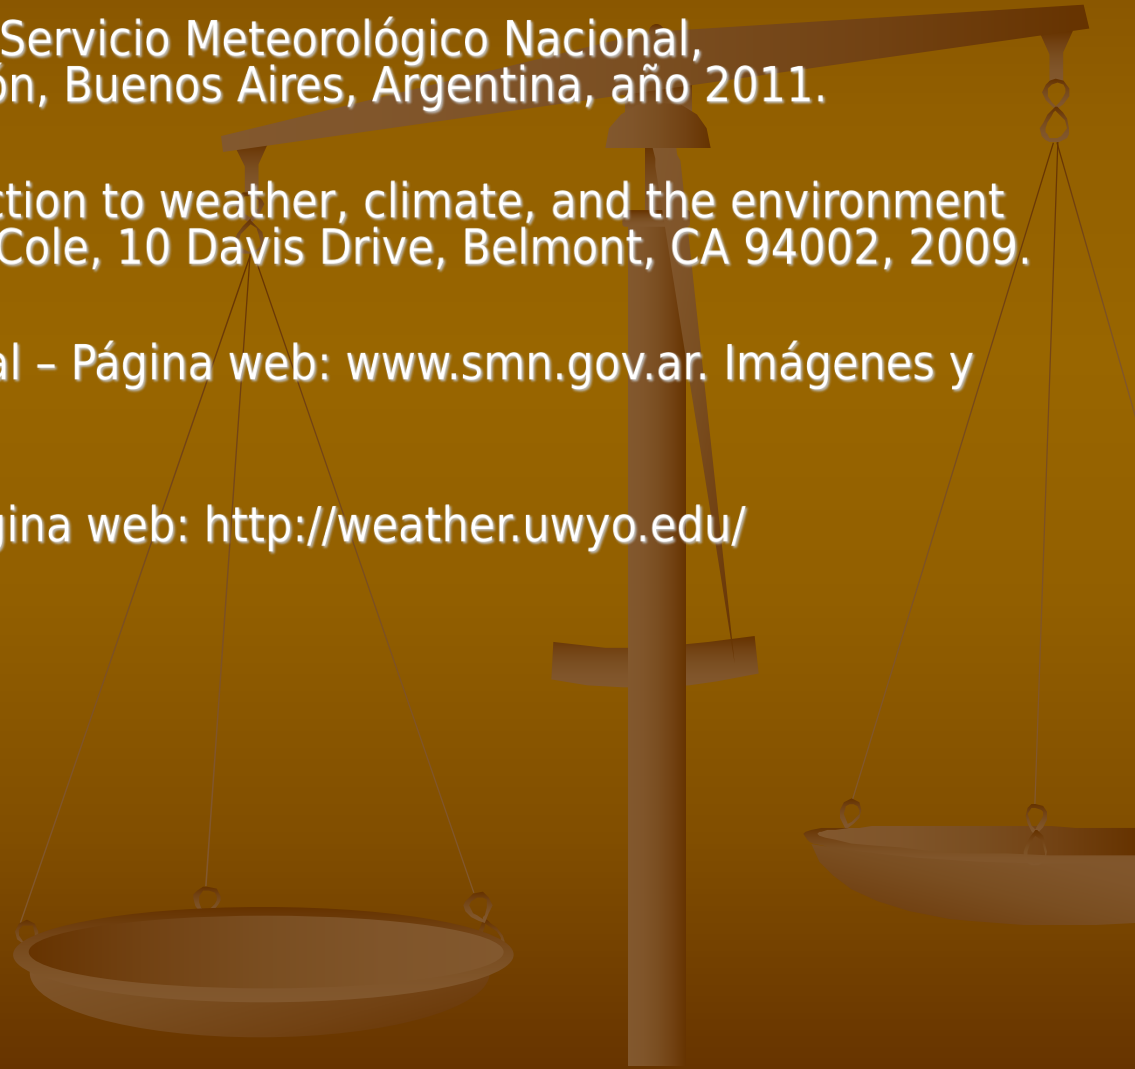 Servicio Meteorológico Nacional,
ón, Buenos Aires, Argentina, año 2011.
ction to weather, climate, and the environment
Cole, 10 Davis Drive, Belmont, CA 94002, 2009.
al – Página web: www.smn.gov.ar. Imágenes y
gina web: http://weather.uwyo.edu/